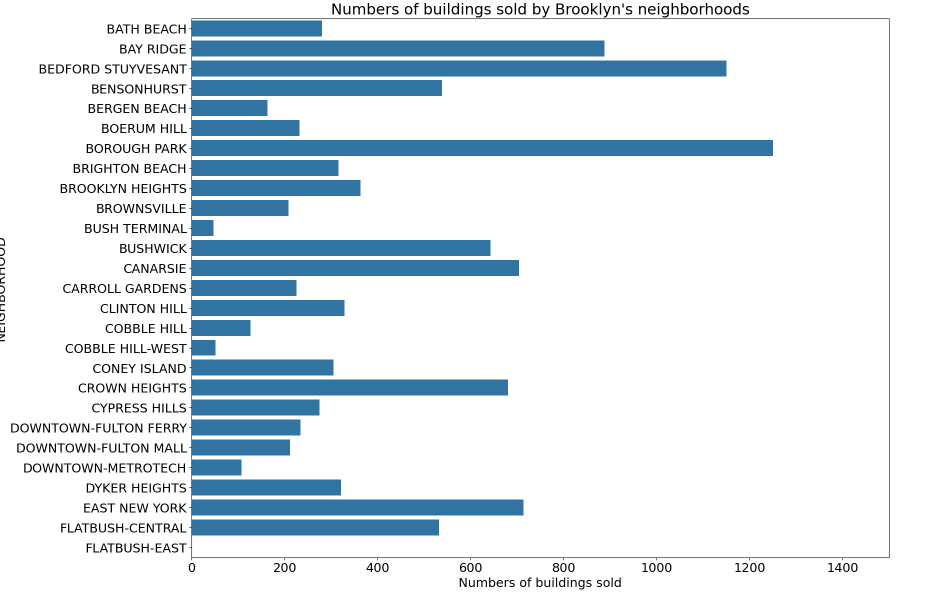 Numbers of buildings sold by Brooklyn's neighborhoods
BATH BEACH
BAY RIDGE
BEDFORD STUYVESANT
BENSONHURST
BERGEN BEACH
BOERUM HILL
BOROUGH PARK
BRIGHTON BEACH
BROOKLYN HEIGHTS
BROWNSVILLE
BUSH TERMINAL
BUSHWICK
CANARSIE
CARROLL GARDENS
CLINTON HILL
COBBLE HILL
COBBLE HILL-WEST
CONEY ISLAND
CROWN HEIGHTS
CYPRESS HILLS
DOWNTOWN-FULTON FERRY
DOWNTOWN-FULTON MALL
DOWNTOWN-METROTECH
DYKER HEIGHTS
EAST NEW YORK
FLATBUSH-CENTRAL
FLATBUSH-EAST
NEIGHBORHOOD
0 200 400 600 800 1000 1200 1400
Numbers of buildings sold